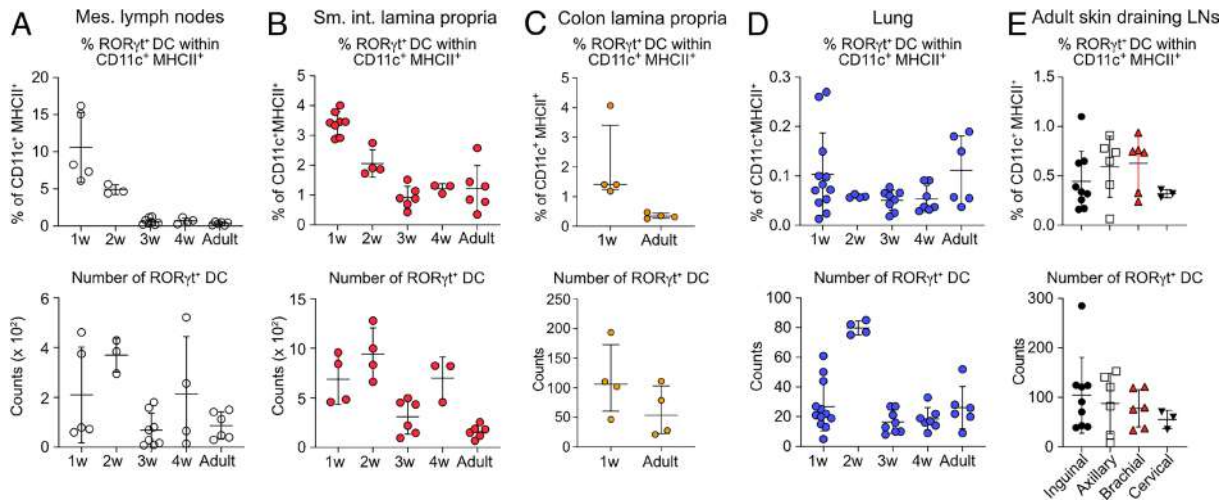 A Mes. lymph nodes
% RORγt⁺ DC within
CD11c⁺ MHCII⁺
% of CD11c⁺ MHCII⁺
20
15
10
5
0
1w 2w 3w 4w Adult
Number of RORγt⁺ DC
Counts (x 10²)
6
4
2
0
1w 2w 3w 4w Adult
B Sm. int. lamina propria
% RORγt⁺ DC within
CD11c⁺ MHCII⁺
% of CD11c⁺MHCII⁺
5
4
3
2
1
0
1w 2w 3w 4w Adult
Number of RORγt⁺ DC
Counts (x 10²)
15
10
5
0
1w 2w 3w 4w Adult
C Colon lamina propria
% RORγt⁺ DC within
CD11c⁺ MHCII⁺
% of CD11c⁺ MHCII⁺
5
4
3
2
1
0
1w Adult
Number of RORγt⁺ DC
Counts
250
200
150
100
50
0
1w Adult
D Lung
% RORγt⁺ DC within
CD11c⁺ MHCII⁺
% of CD11c⁺MHCII⁺
0.3
0.2
0.1
0.0
1w 2w 3w 4w Adult
Number of RORγt⁺ DC
Counts
100
80
60
40
20
0
1w 2w 3w 4w Adult
E Adult skin draining LNs
% RORγt⁺ DC within
CD11c⁺ MHCII⁺
% of CD11c⁺ MHCII⁺
1.5
1.0
0.5
0.0
Number of RORγt⁺ DC
Counts
300
200
100
0
Inguinal
Axillary
Brachial
Cervical